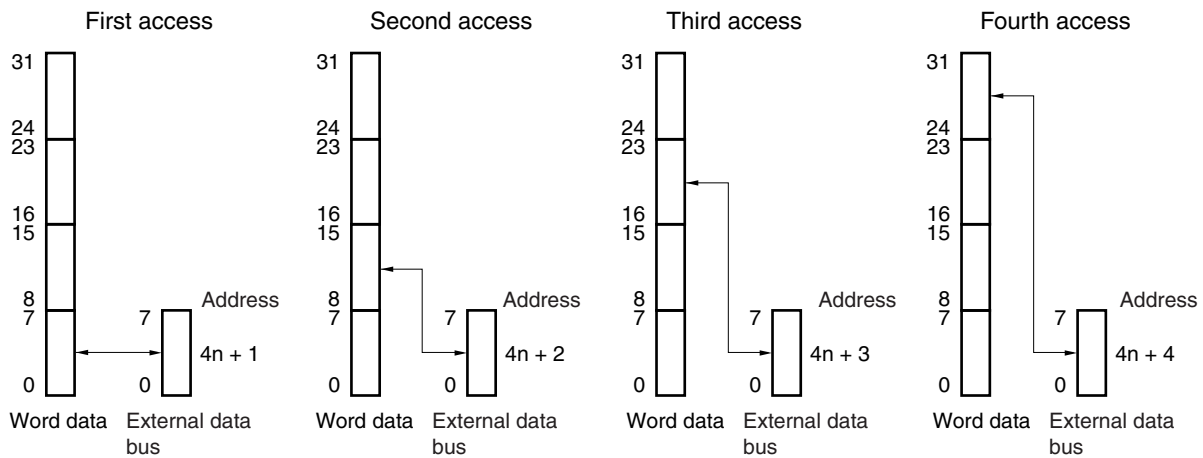 First access
31
24
23
16
15
8
7
0
Address
7
4n + 1
0
Word data
External data
bus
Second access
31
24
23
16
15
8
7
0
Address
7
4n + 2
0
Word data
External data
bus
Third access
31
24
23
16
15
8
7
0
Address
7
4n + 3
0
Word data
External data
bus
Fourth access
31
24
23
16
15
8
7
0
Address
7
4n + 4
0
Word data
External data
bus